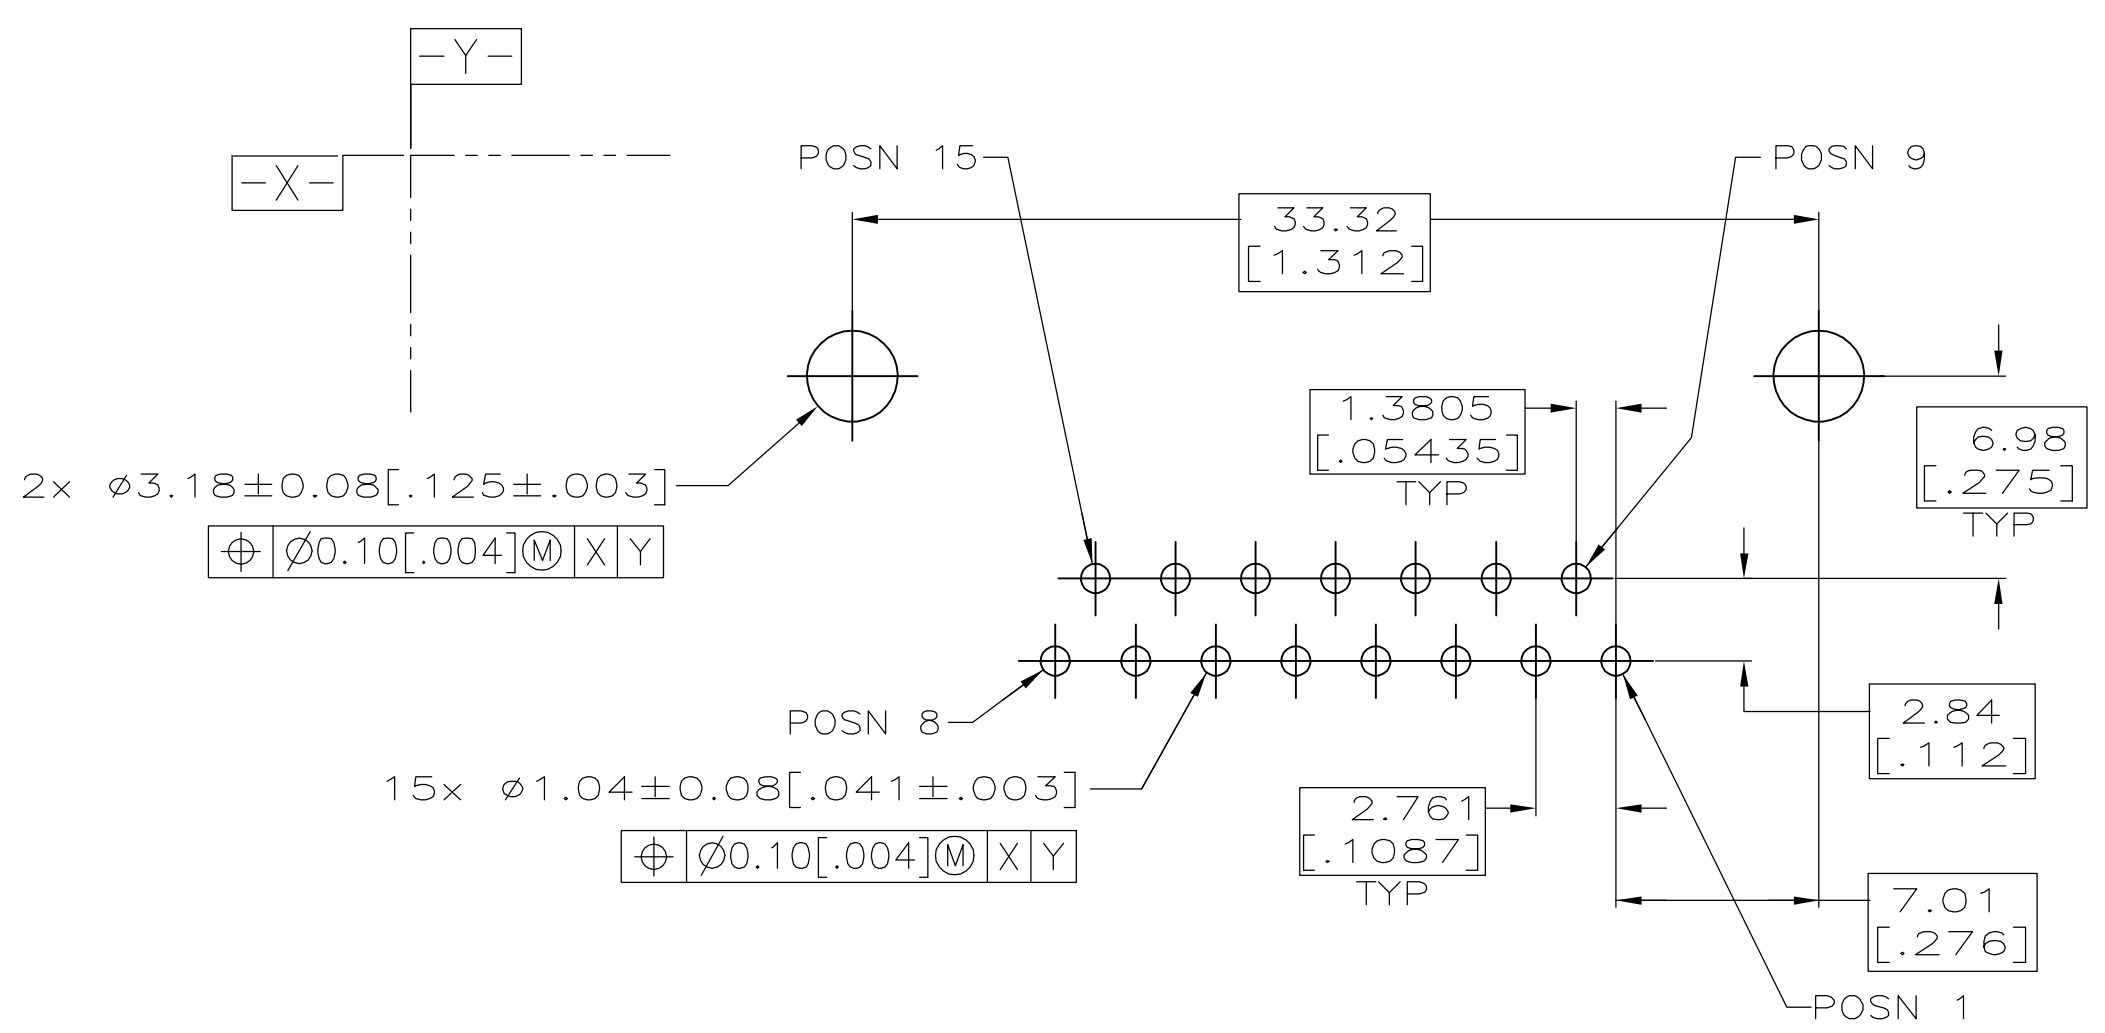 -Y-
-X-
POSN 15
POSN 9
33.32
[1.312]
1.3805
[.05435]
TYP
6.98
[.275]
TYP
2x ⌀3.18±0.08[.125±.003]
⌖ ⌀0.10[.004]Ⓜ X Y
POSN 8
2.84
[.112]
15x ⌀1.04±0.08[.041±.003]
⌖ ⌀0.10[.004]Ⓜ X Y
2.761
[.1087]
TYP
7.01
[.276]
POSN 1